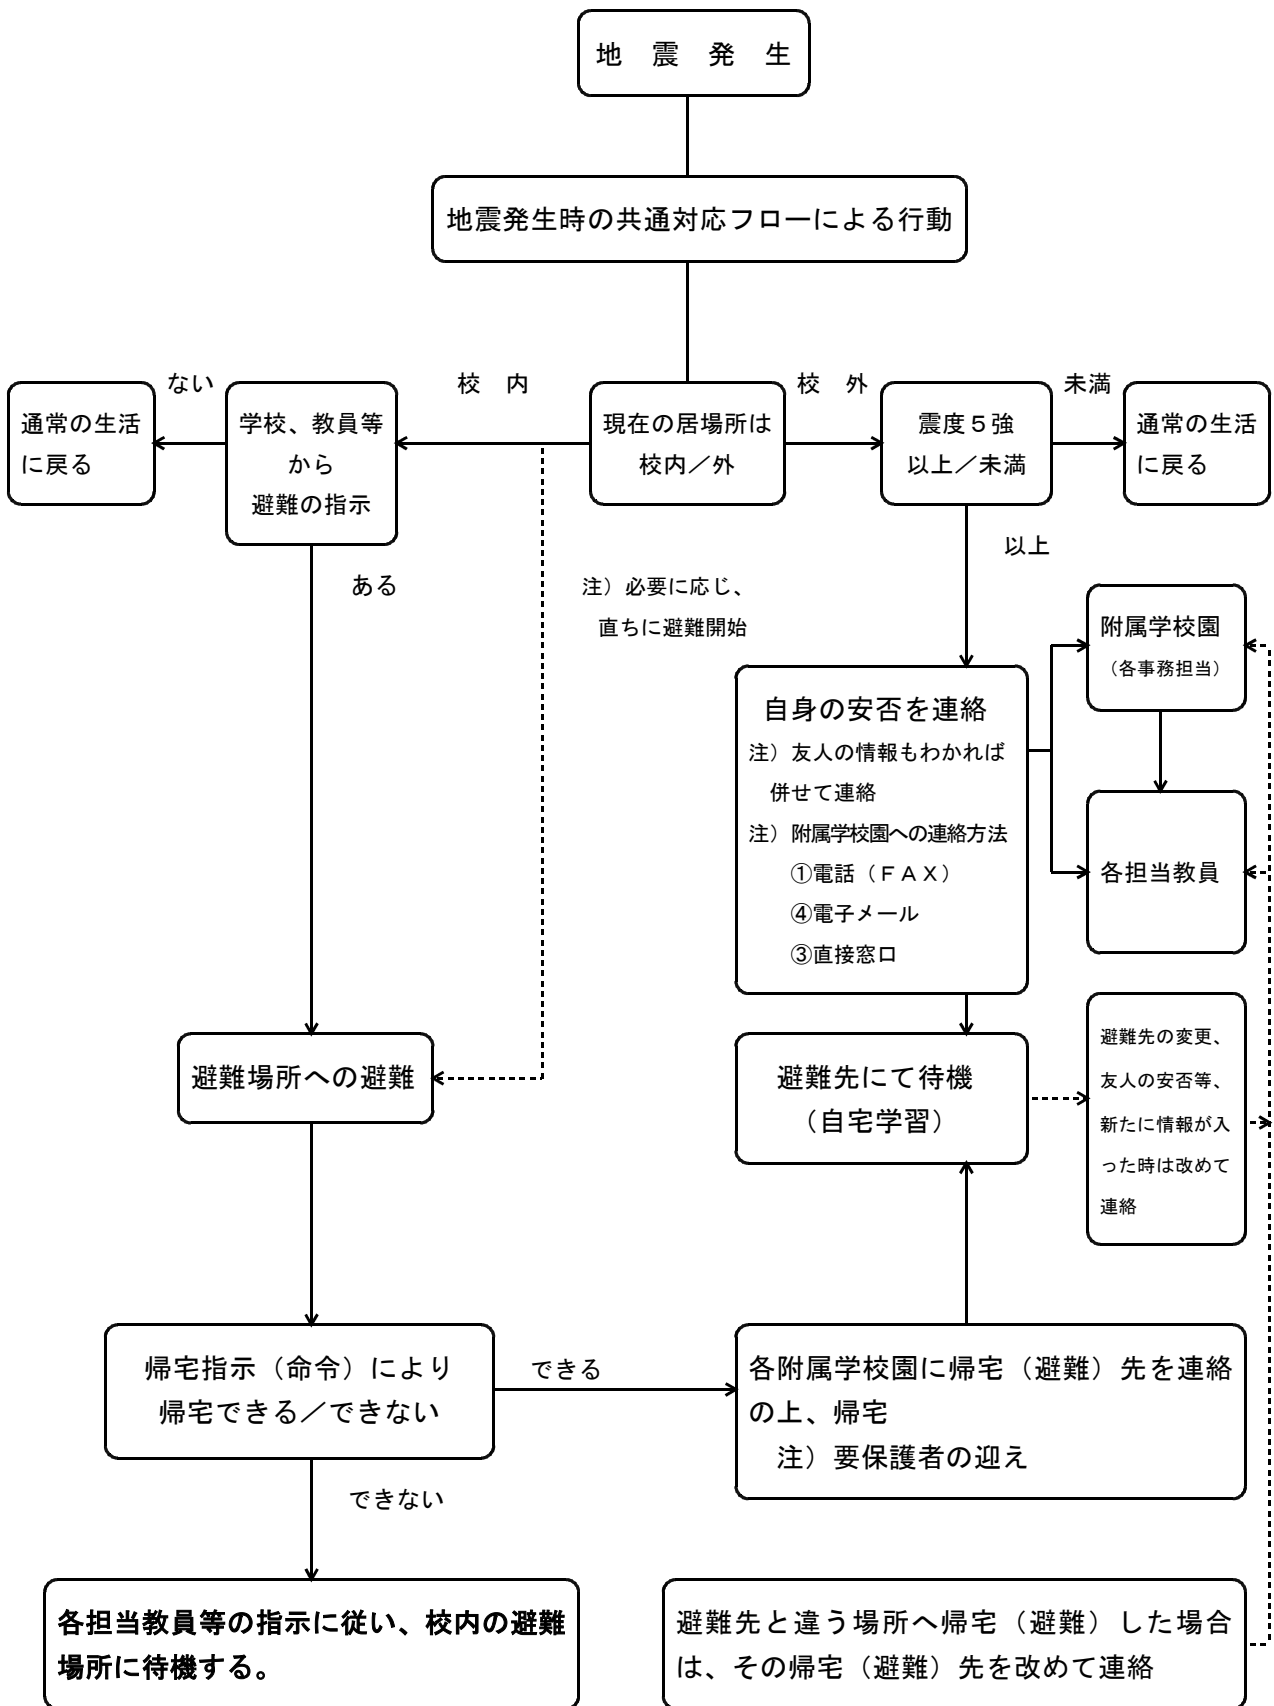 地　震　発　生
地震発生時の共通対応フローによる行動
ない
校　内
校　外
未満
通常の生活
に戻る
学校、教員等
から
避難の指示
現在の居場所は
校内／外
震度５強
以上／未満
通常の生活
に戻る
以上
ある
注）必要に応じ、
直ちに避難開始
附属学校園
（各事務担当）
自身の安否を連絡
注）友人の情報もわかれば
併せて連絡
注）附属学校園への連絡方法
①電話（ＦＡＸ）
④電子メール
③直接窓口
各担当教員
避難場所への避難
避難先にて待機
（自宅学習）
避難先の変更、
友人の安否等、
新たに情報が入
った時は改めて
連絡
帰宅指示（命令）により
帰宅できる／できない
できる
各附属学校園に帰宅（避難）先を連絡
の上、帰宅
注）要保護者の迎え
できない
各担当教員等の指示に従い、校内の避難
場所に待機する。
避難先と違う場所へ帰宅（避難）した場合
は、その帰宅（避難）先を改めて連絡